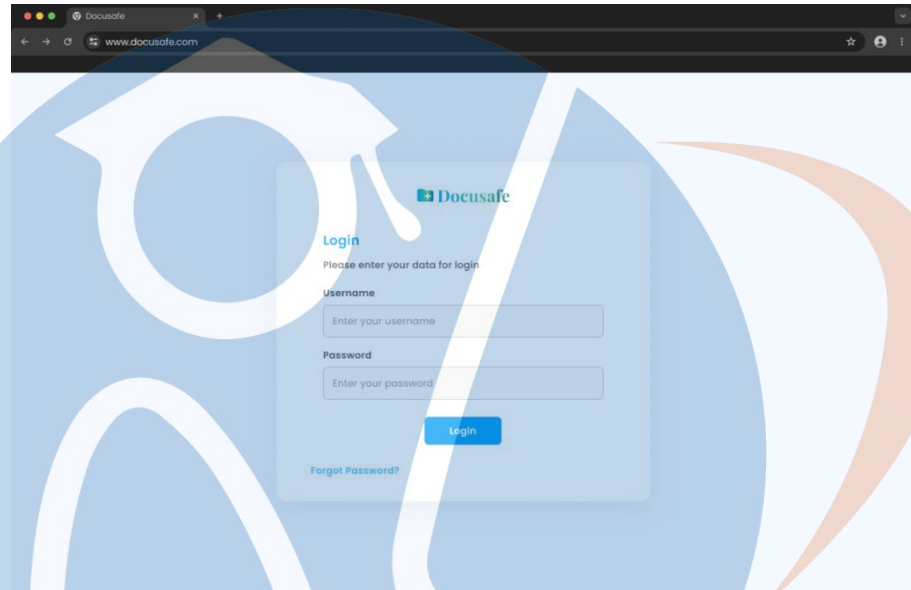 Docusafe
www.docusafe.com
Docusafe
Login
Please enter your data for login
Username
Enter your username
Password
Enter your password
Login
Forgot Password?